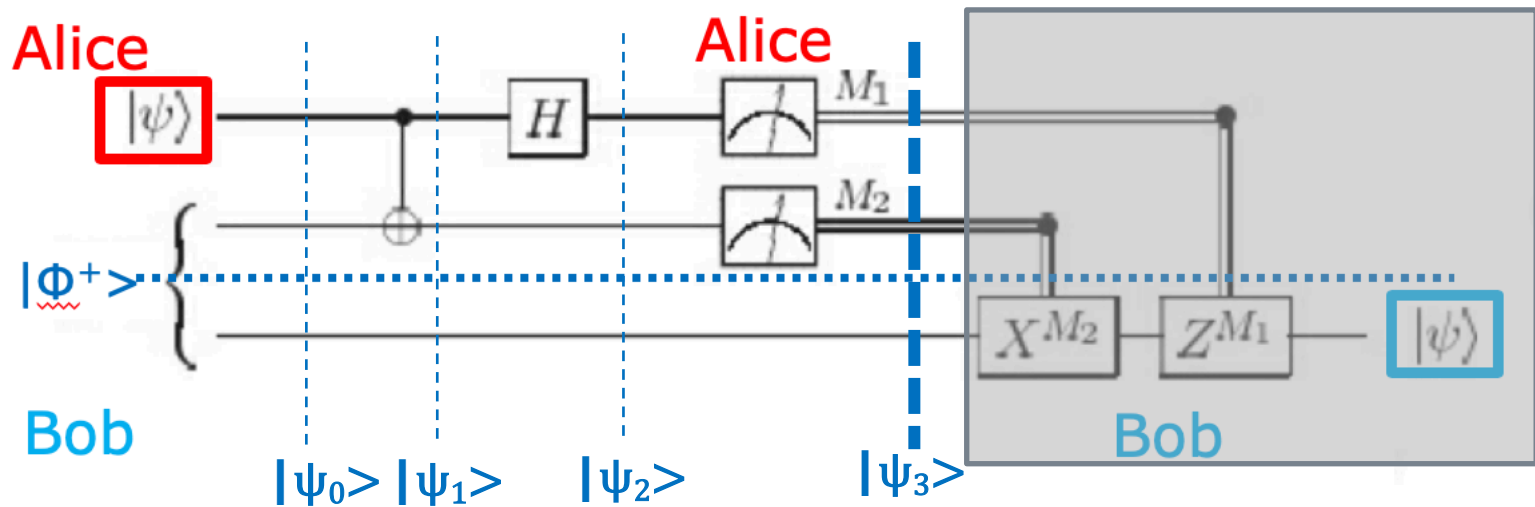 Alice
Alice
|ψ⟩
H
M₁
M₂
|Φ⁺>
X^M₂
Z^M₁
|ψ⟩
Bob
Bob
|ψ₀>
|ψ₁>
|ψ₂>
|ψ₃>